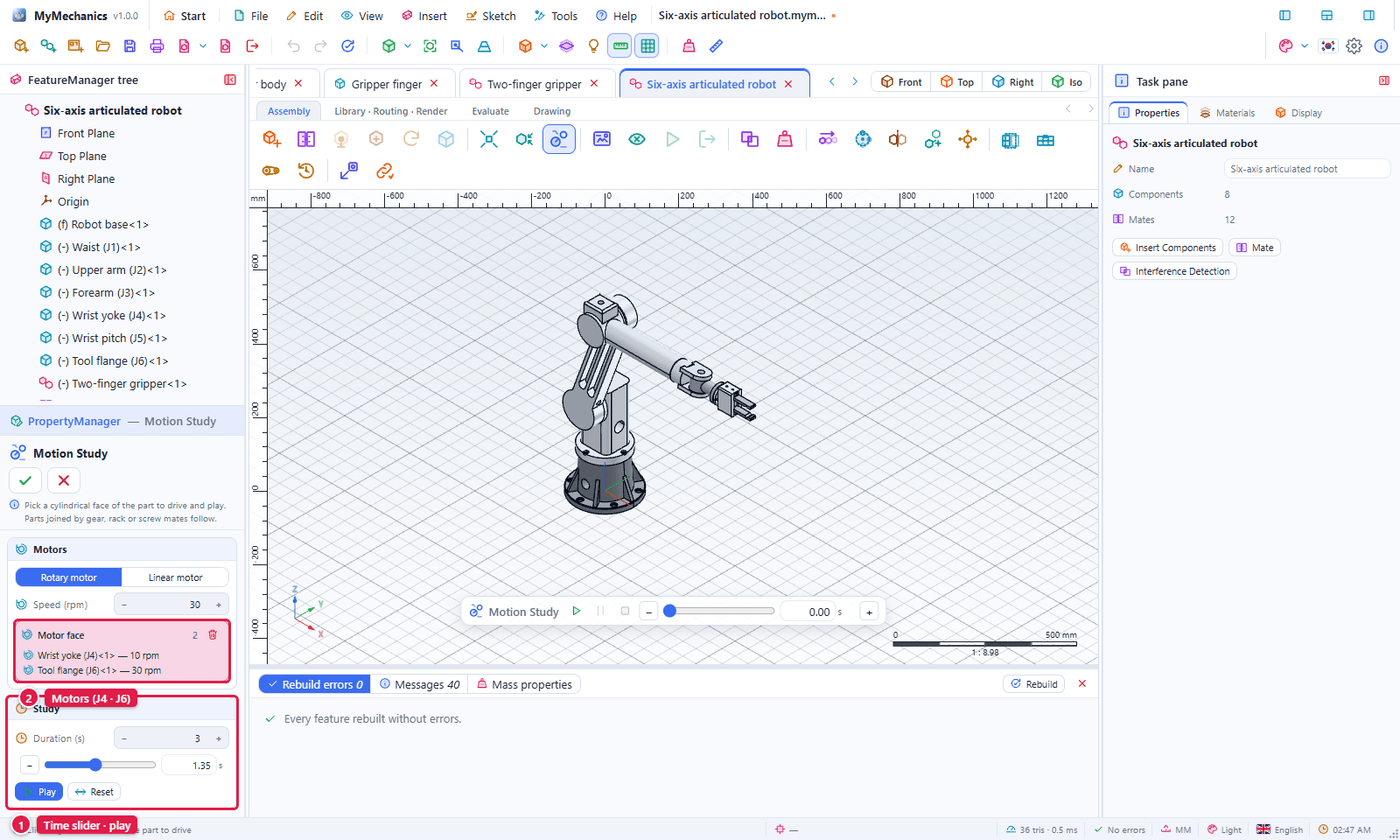 MyMechanics v1.0.0
Start
File
Edit
View
Insert
Sketch
Tools
Help
Six-axis articulated robot.mym... •
FeatureManager tree
Six-axis articulated robot
Front Plane
Top Plane
Right Plane
Origin
(f) Robot base<1>
(-) Waist (J1)<1>
(-) Upper arm (J2)<1>
(-) Forearm (J3)<1>
(-) Wrist yoke (J4)<1>
(-) Wrist pitch (J5)<1>
(-) Tool flange (J6)<1>
(-) Two-finger gripper<1>
PropertyManager — Motion Study
Motion Study
Pick a cylindrical face of the part to drive and play.
Parts joined by gear, rack or screw mates follow.
Motors
Rotary motor
Linear motor
Speed (rpm)
− 30 +
Motor face 2
Wrist yoke (J4)<1> — 10 rpm
Tool flange (J6)<1> — 30 rpm
2 Motors (J4 · J6)
Study
Duration (s)
− 3 +
− 1.35 s
Play
Reset
1 Time slider · play
part to drive
body
Gripper finger
Two-finger gripper
Six-axis articulated robot
Front
Top
Right
Iso
Assembly
Library · Routing · Render
Evaluate
Drawing
mm
-800
-600
-400
-200
0
200
400
600
800
1000
1200
600
400
200
0
-200
-400
Z
Y
X
Motion Study
− 0.00 s +
0 500 mm
1 : 8.98
Rebuild errors 0
Messages 40
Mass properties
Rebuild
Every feature rebuilt without errors.
Task pane
Properties
Materials
Display
Six-axis articulated robot
Name Six-axis articulated robot
Components 8
Mates 12
Insert Components
Mate
Interference Detection
—
36 tris · 0.5 ms
No errors
MM
Light
English
02:47 AM